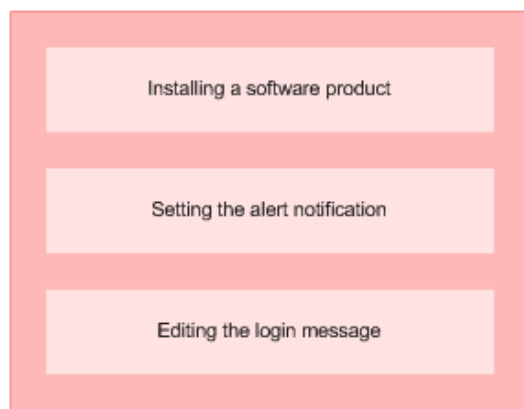 Installing a software product
Setting the alert notification
Editing the login message